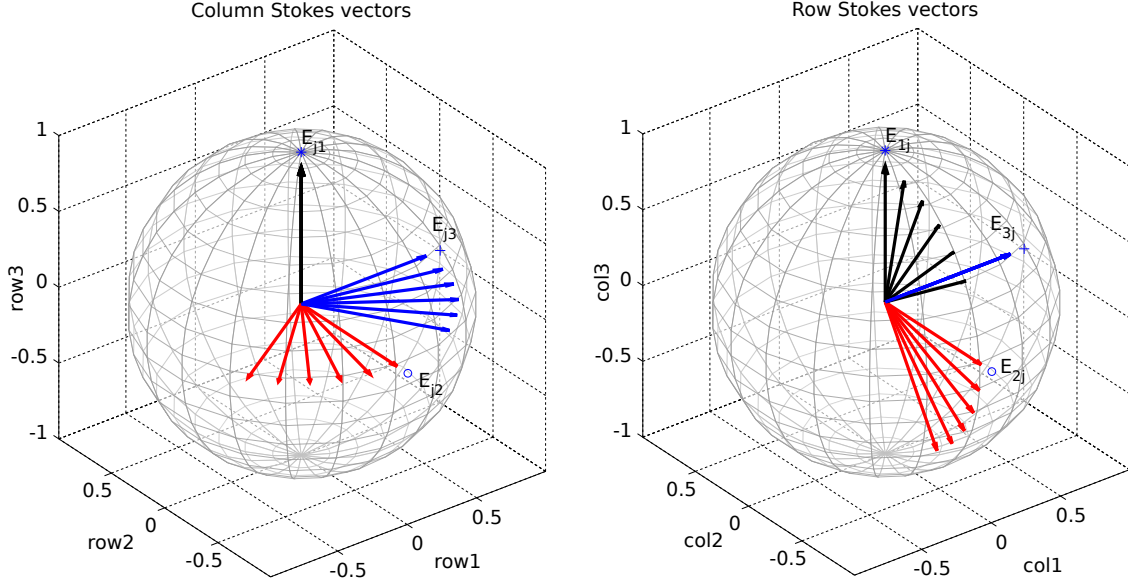 Column Stokes vectors
1
0.5
0
-0.5
-1
row3
0.5
0
-0.5
row2
-0.5
0
0.5
row1
E_j1
E_j3
E_j2
Row Stokes vectors
1
0.5
0
-0.5
-1
col3
0.5
0
-0.5
col2
-0.5
0
0.5
col1
E_1j
E_3j
E_2j